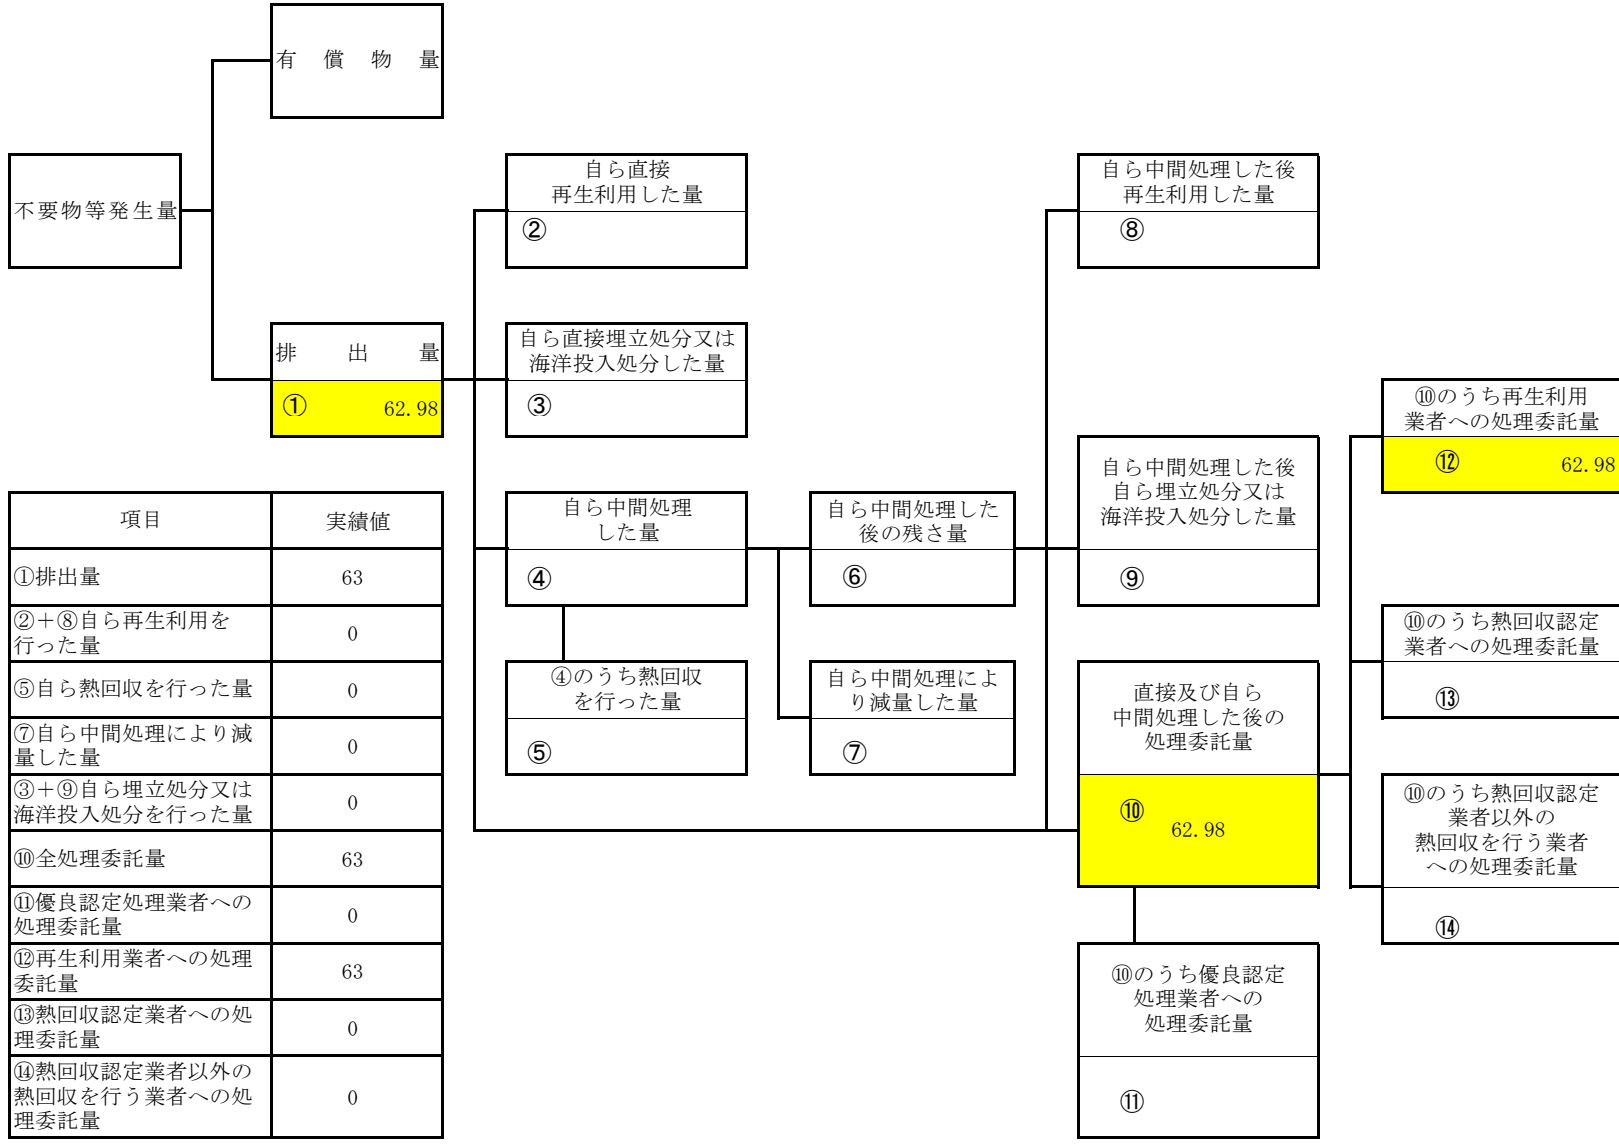 有償物量
不要物等発生量
自ら直接
再生利用した量
②
自ら中間処理した後
再生利用した量
⑧
排出量
① 62.98
自ら直接埋立処分又は
海洋投入処分した量
③
⑩のうち再生利用
業者への処理委託量
⑫ 62.98
自ら中間処理
した量
④
自ら中間処理した
後の残さ量
⑥
自ら中間処理した後
自ら埋立処分又は
海洋投入処分した量
⑨
④のうち熱回収
を行った量
⑤
自ら中間処理によ
り減量した量
⑦
直接及び自ら
中間処理した後の
処理委託量
⑩
62.98
⑩のうち熱回収認定
業者への処理委託量
⑬
⑩のうち熱回収認定
業者以外の
熱回収を行う業者
への処理委託量
⑭
⑩のうち優良認定
処理業者への
処理委託量
⑪
項目 実績値
①排出量 63
②＋⑧自ら再生利用を
行った量 0
⑤自ら熱回収を行った量 0
⑦自ら中間処理により減
量した量 0
③＋⑨自ら埋立処分又は
海洋投入処分を行った量 0
⑩全処理委託量 63
⑪優良認定処理業者への
処理委託量 0
⑫再生利用業者への処理
委託量 63
⑬熱回収認定業者への処
理委託量 0
⑭熱回収認定業者以外の
熱回収を行う業者への処 0
理委託量